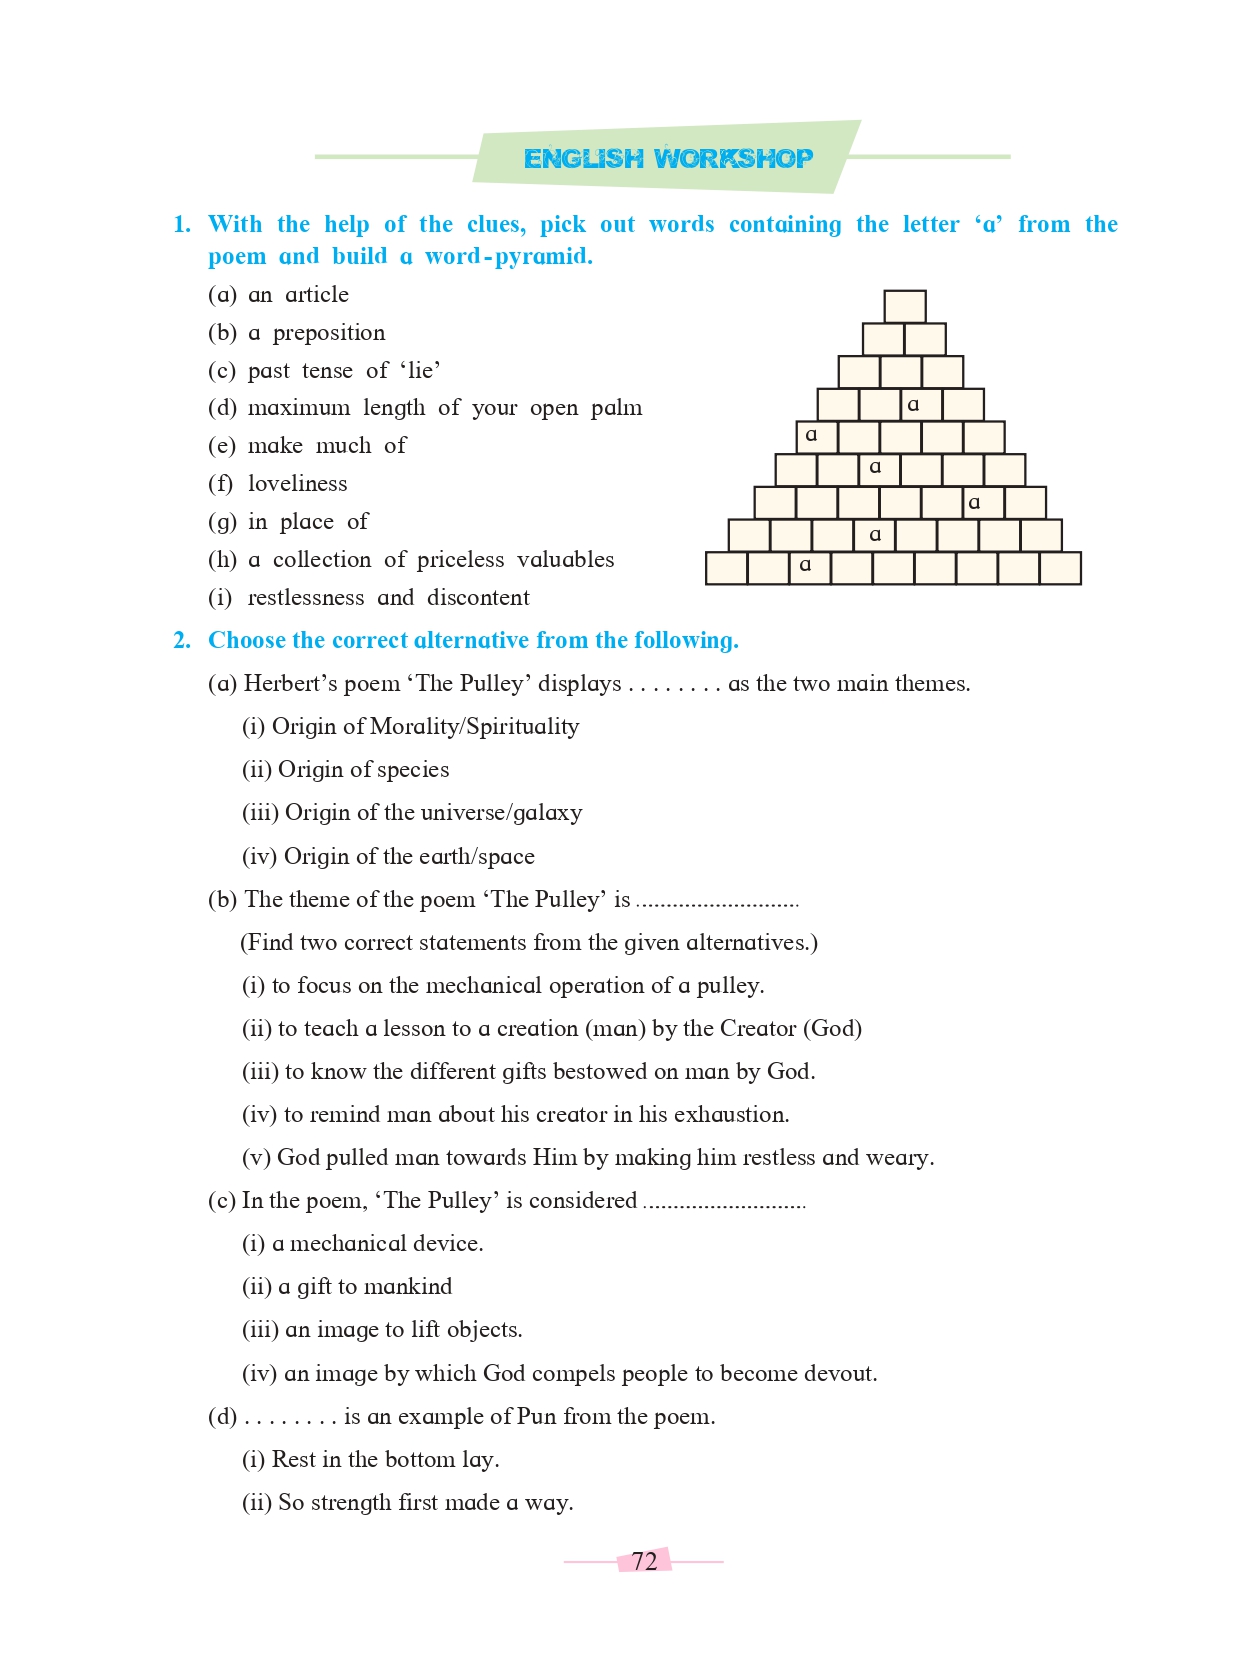 ENGLISH WORKSHOP
1. With the help of the clues, pick out words containing the letter ‘a’ from the
poem and build a word-pyramid.
(a) an article
(b) a preposition
(c) past tense of ‘lie’
(d) maximum length of your open palm
(e) make much of
(f) loveliness
(g) in place of
(h) a collection of priceless valuables
(i) restlessness and discontent
a
a
a
a
a
a
2. Choose the correct alternative from the following.
(a) Herbert’s poem ‘The Pulley’ displays . . . . . . . . as the two main themes.
(i) Origin of Morality/Spirituality
(ii) Origin of species
(iii) Origin of the universe/galaxy
(iv) Origin of the earth/space
(b) The theme of the poem ‘The Pulley’ is ...........................
(Find two correct statements from the given alternatives.)
(i) to focus on the mechanical operation of a pulley.
(ii) to teach a lesson to a creation (man) by the Creator (God)
(iii) to know the different gifts bestowed on man by God.
(iv) to remind man about his creator in his exhaustion.
(v) God pulled man towards Him by making him restless and weary.
(c) In the poem, ‘The Pulley’ is considered ...........................
(i) a mechanical device.
(ii) a gift to mankind
(iii) an image to lift objects.
(iv) an image by which God compels people to become devout.
(d) . . . . . . . . is an example of Pun from the poem.
(i) Rest in the bottom lay.
(ii) So strength first made a way.
72